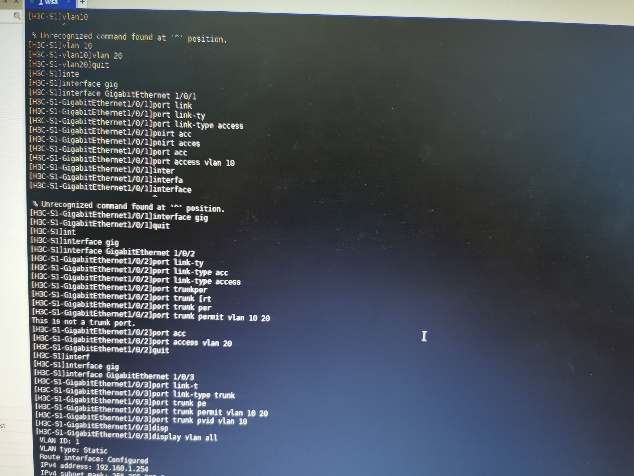 [H3C-S1]vlan10
^
% Unrecognized command found at '^' position.
[H3C-S1]vlan 10
[H3C-S1-vlan10]vlan 20
[H3C-S1-vlan20]quit
[H3C-S1]inte
[H3C-S1]interface gig
[H3C-S1]interface GigabitEthernet 1/0/1
[H3C-S1-GigabitEthernet1/0/1]port link
[H3C-S1-GigabitEthernet1/0/1]port link-ty
[H3C-S1-GigabitEthernet1/0/1]port link-type access
[H3C-S1-GigabitEthernet1/0/1]poirt acc
[H3C-S1-GigabitEthernet1/0/1]poirt acces
[H3C-S1-GigabitEthernet1/0/1]port acc
[H3C-S1-GigabitEthernet1/0/1]port access vlan 10
[H3C-S1-GigabitEthernet1/0/1]inter
[H3C-S1-GigabitEthernet1/0/1]interfa
[H3C-S1-GigabitEthernet1/0/1]interface
^
% Unrecognized command found at '^' position.
[H3C-S1-GigabitEthernet1/0/1]interface gig
[H3C-S1-GigabitEthernet1/0/1]quit
[H3C-S1]int
[H3C-S1]interface gig
[H3C-S1]interface GigabitEthernet 1/0/2
[H3C-S1-GigabitEthernet1/0/2]port link-ty
[H3C-S1-GigabitEthernet1/0/2]port link-type acc
[H3C-S1-GigabitEthernet1/0/2]port link-type access
[H3C-S1-GigabitEthernet1/0/2]port trunkper
[H3C-S1-GigabitEthernet1/0/2]port trunk [rt
[H3C-S1-GigabitEthernet1/0/2]port trunk per
[H3C-S1-GigabitEthernet1/0/2]port trunk permit vlan 10 20
This is not a trunk port.
[H3C-S1-GigabitEthernet1/0/2]port acc
[H3C-S1-GigabitEthernet1/0/2]port access vlan 20
[H3C-S1-GigabitEthernet1/0/2]quit
[H3C-S1]interf
[H3C-S1]interface gig
[H3C-S1]interface GigabitEthernet 1/0/3
[H3C-S1-GigabitEthernet1/0/3]port link-t
[H3C-S1-GigabitEthernet1/0/3]port link-type trunk
[H3C-S1-GigabitEthernet1/0/3]port trunk pe
[H3C-S1-GigabitEthernet1/0/3]port trunk permit vlan 10 20
[H3C-S1-GigabitEthernet1/0/3]port trunk pvid vlan 10
[H3C-S1-GigabitEthernet1/0/3]disp
[H3C-S1-GigabitEthernet1/0/3]display vlan all
VLAN ID: 1
VLAN type: Static
Route interface: Configured
IPv4 address: 192.168.1.254
IPv4 subnet mask: